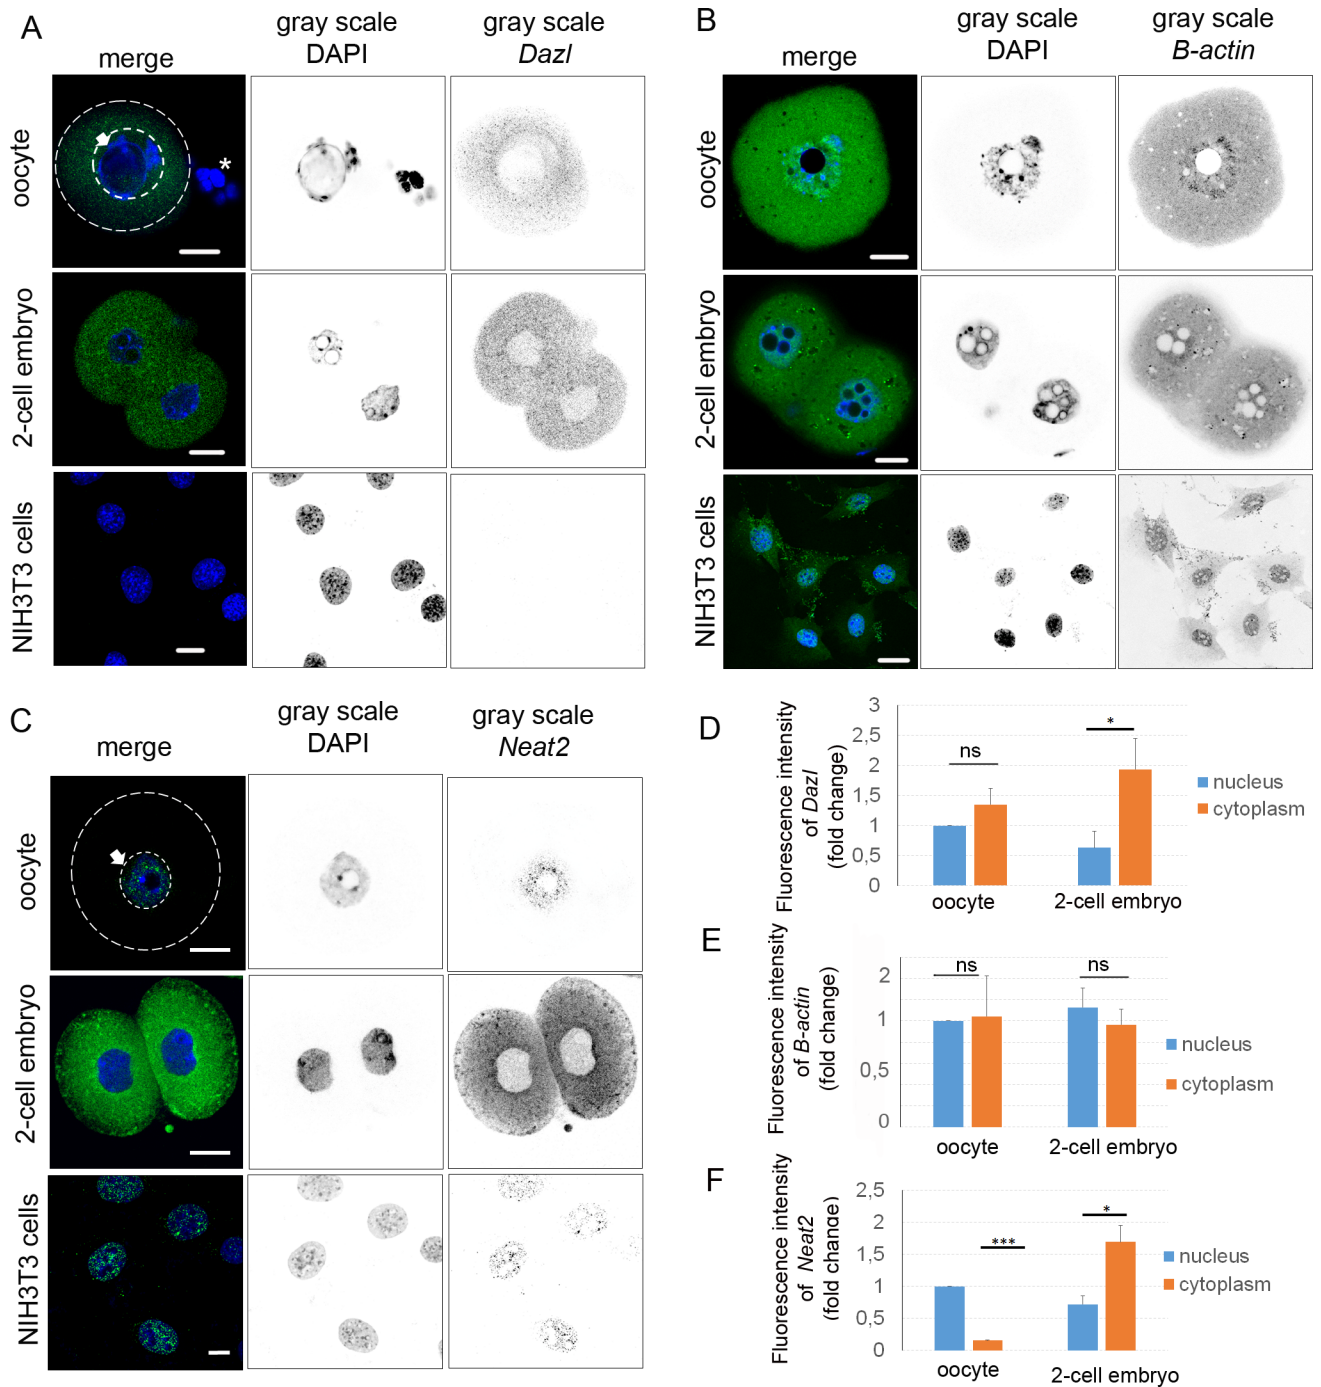 A
merge
gray scale
DAPI
gray scale
Dazl
oocyte
*
2-cell embryo
NIH3T3 cells
B
merge
gray scale
DAPI
gray scale
B-actin
oocyte
2-cell embryo
NIH3T3 cells
C
merge
gray scale
DAPI
gray scale
Neat2
oocyte
2-cell embryo
NIH3T3 cells
D
Fluorescence intensity
of Dazl
(fold change)
3
2,5
2
1,5
1
0,5
0
ns
*
nucleus
cytoplasm
oocyte
2-cell embryo
E
Fluorescence intensity
of B-actin
(fold change)
2
1
0,5
0
ns
ns
nucleus
cytoplasm
oocyte
2-cell embryo
F
Fluorescence intensity
of Neat2
(fold change)
2,5
2
1,5
1
0,5
0
***
*
nucleus
cytoplasm
oocyte
2-cell embryo